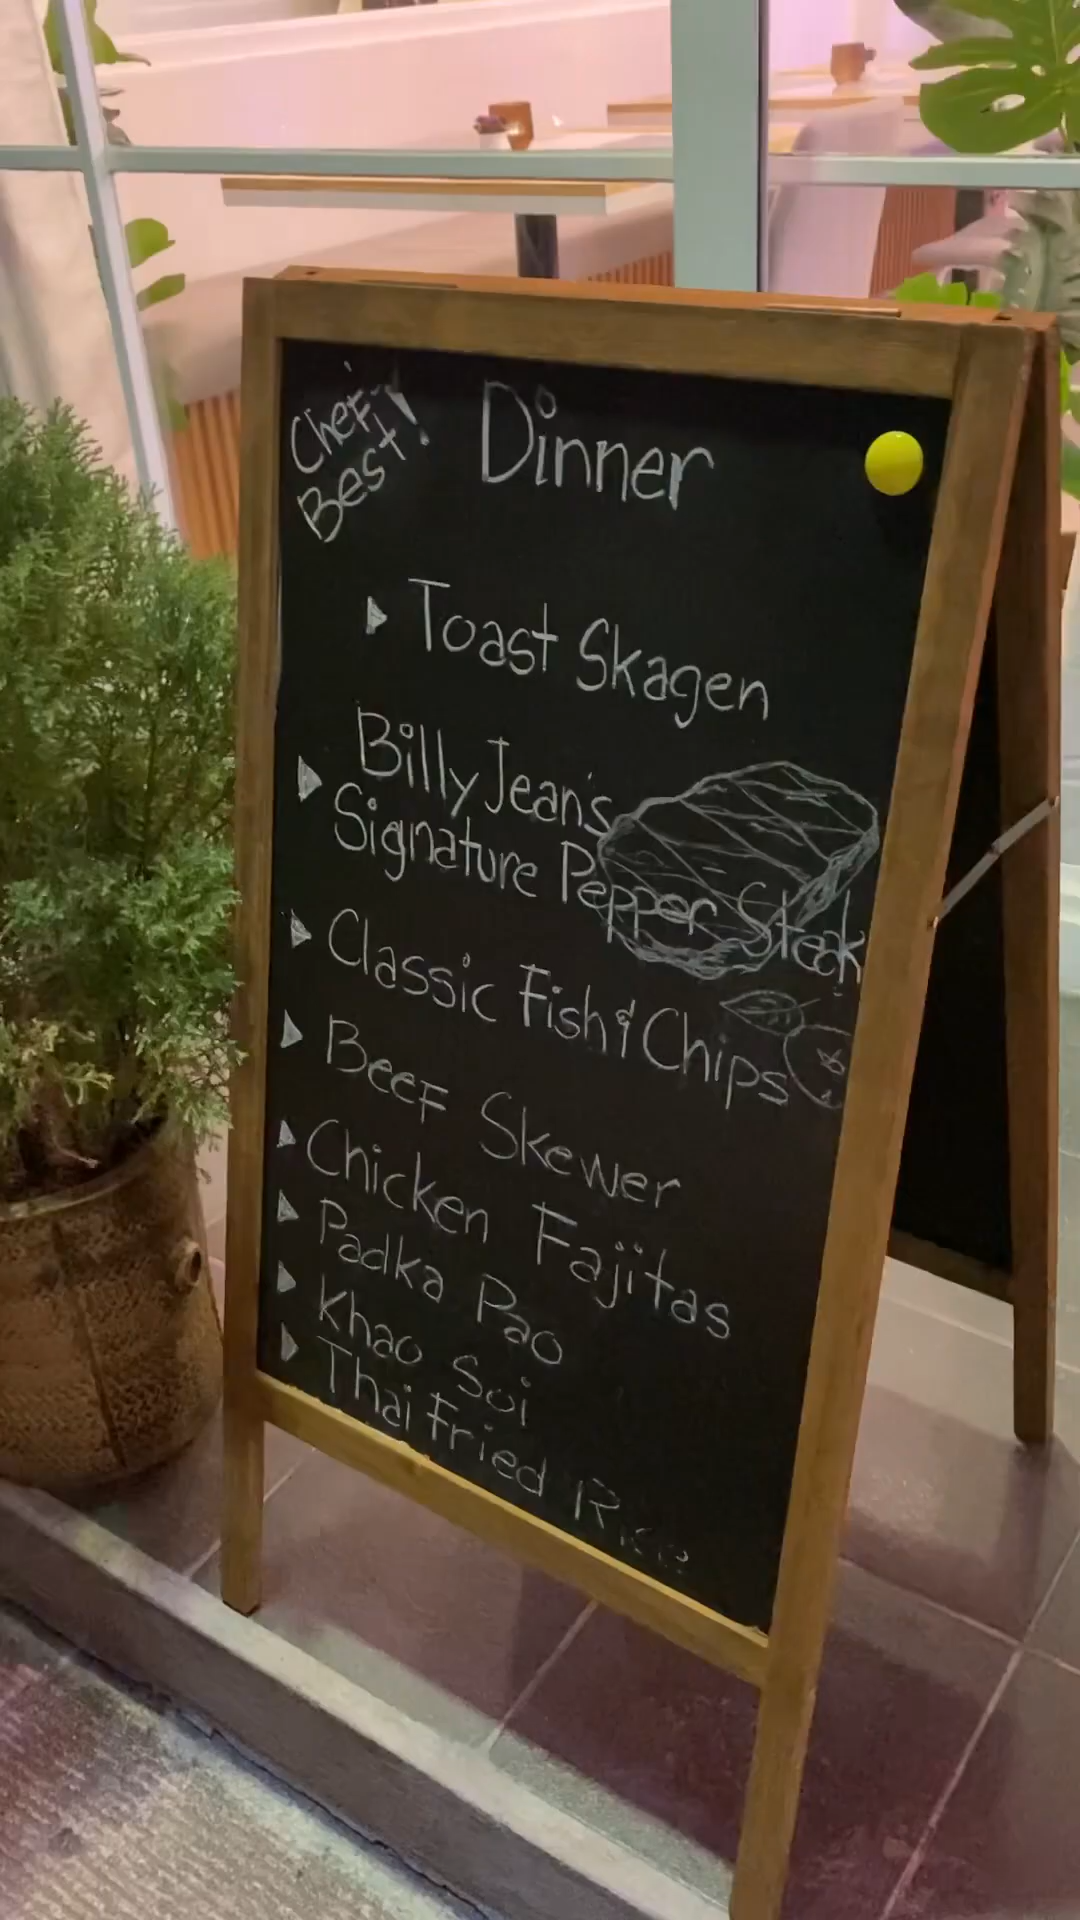 Chef's
Best!
Dinner
Toast Skagen
Billy Jean's
Signature Pepper Steak
Classic Fish & Chips
Beef Skewer
Chicken Fajitas
Padka Pao
Khao Soi
Thai Fried Rice